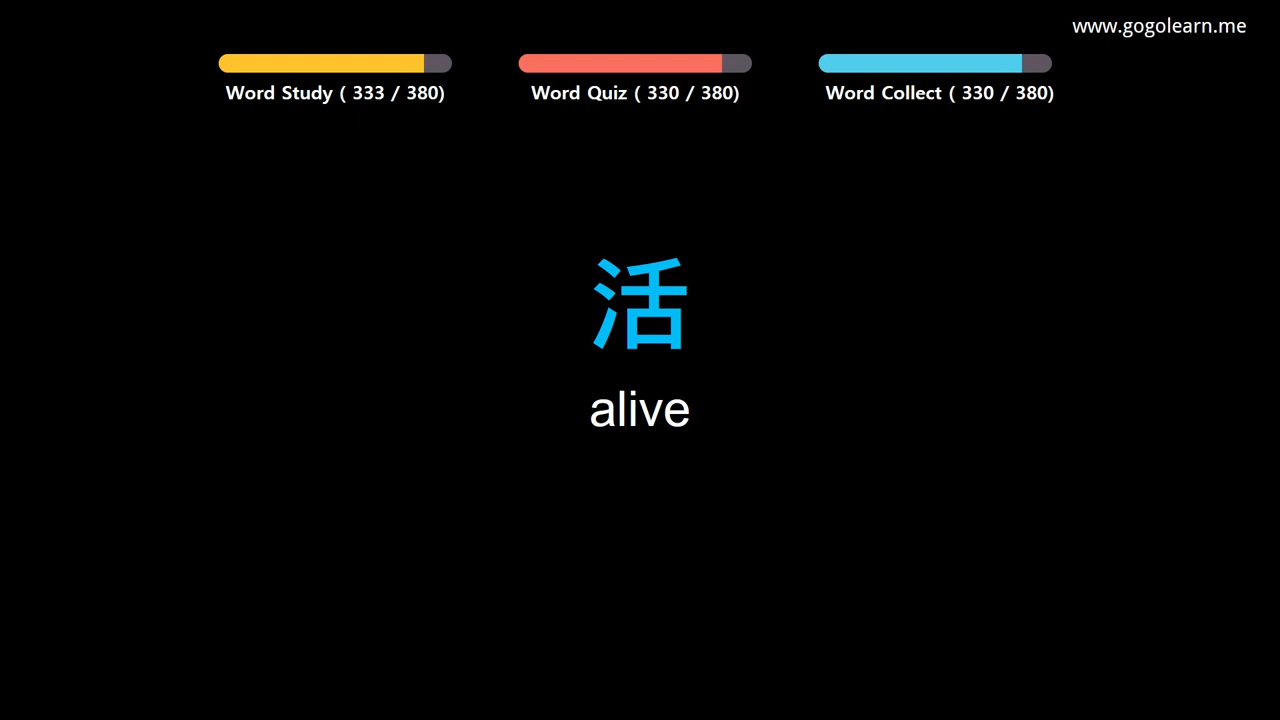 www.gogolearn.me
Word Study ( 333 / 380)
Word Quiz ( 330 / 380)
Word Collect ( 330 / 380)
活
alive